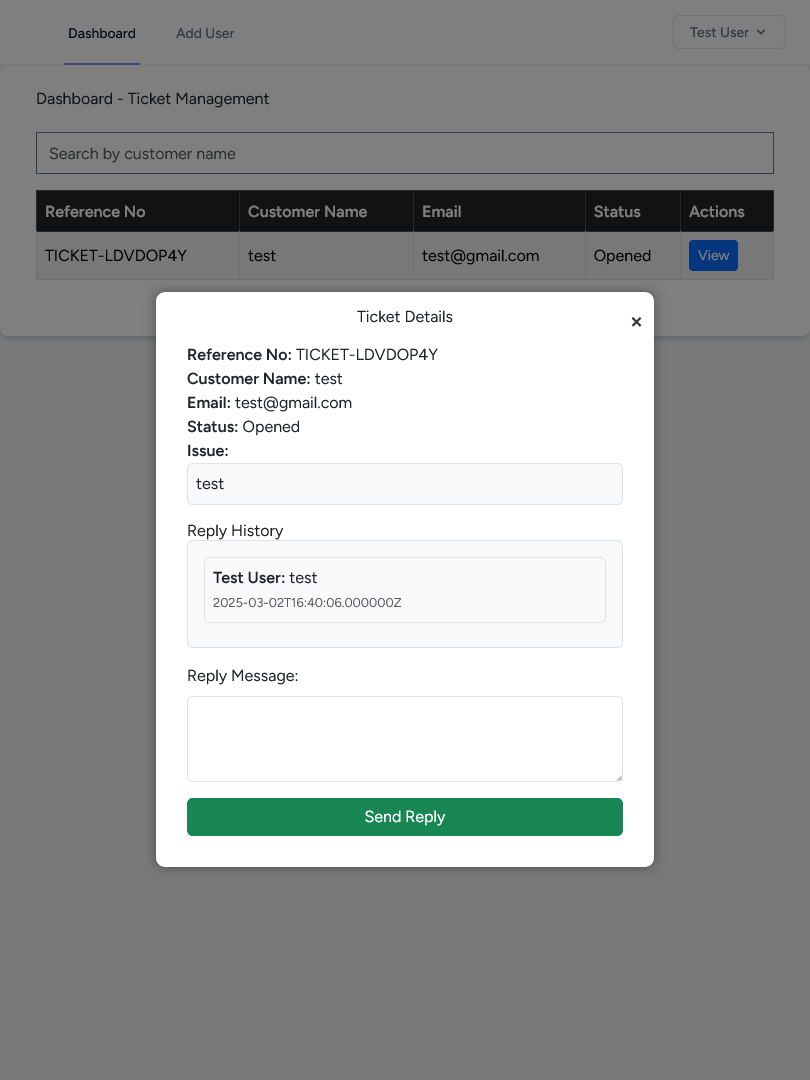 Dashboard Add User Test User
Dashboard - Ticket Management
Search by customer name
Reference No Customer Name Email Status Actions
TICKET-LDVDOP4Y test test@gmail.com Opened View
Ticket Details
×
Reference No: TICKET-LDVDOP4Y
Customer Name: test
Email: test@gmail.com
Status: Opened
Issue:
test
Reply History
Test User: test
2025-03-02T16:40:06.000000Z
Reply Message:
Send Reply